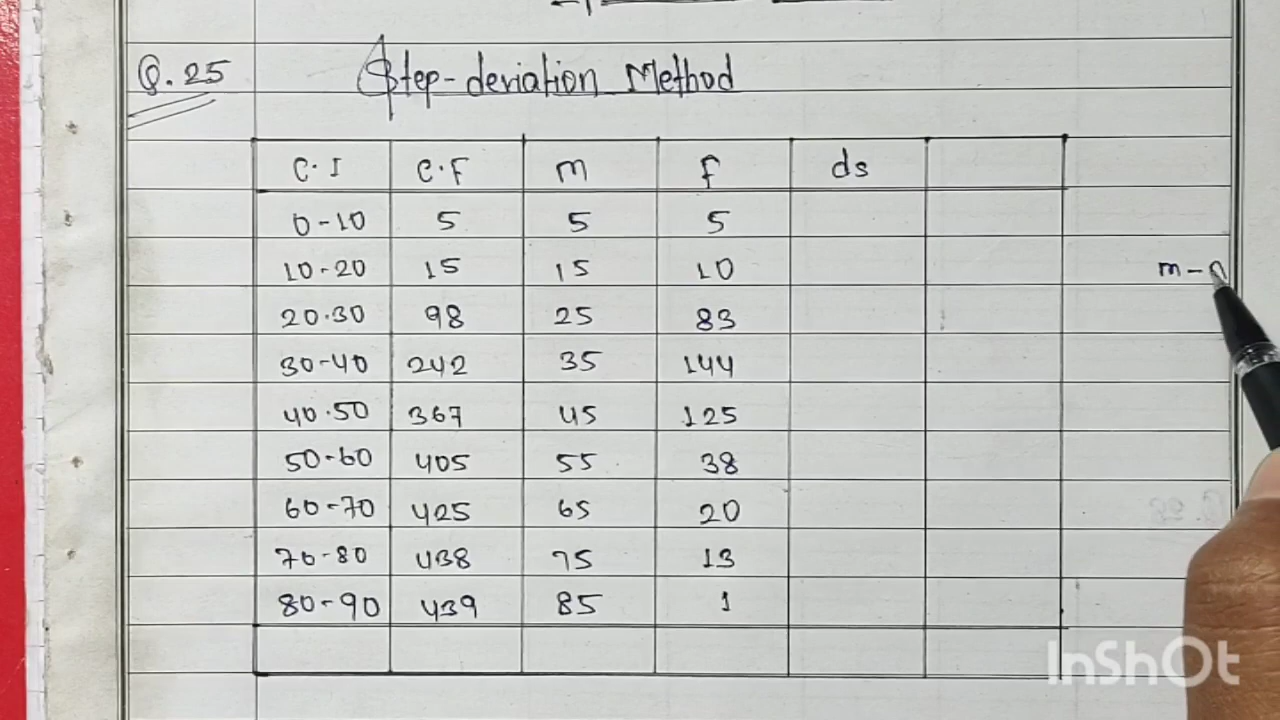 Q.25 Step-deviation Method
C.I C.F m f ds
0-10 5 5 5
10-20 15 15 10
20.30 98 25 83
30-40 242 35 144
40.50 367 45 125
50-60 405 55 38
60-70 425 65 20
70-80 438 75 13
80-90 439 85 1
m-
InShOt